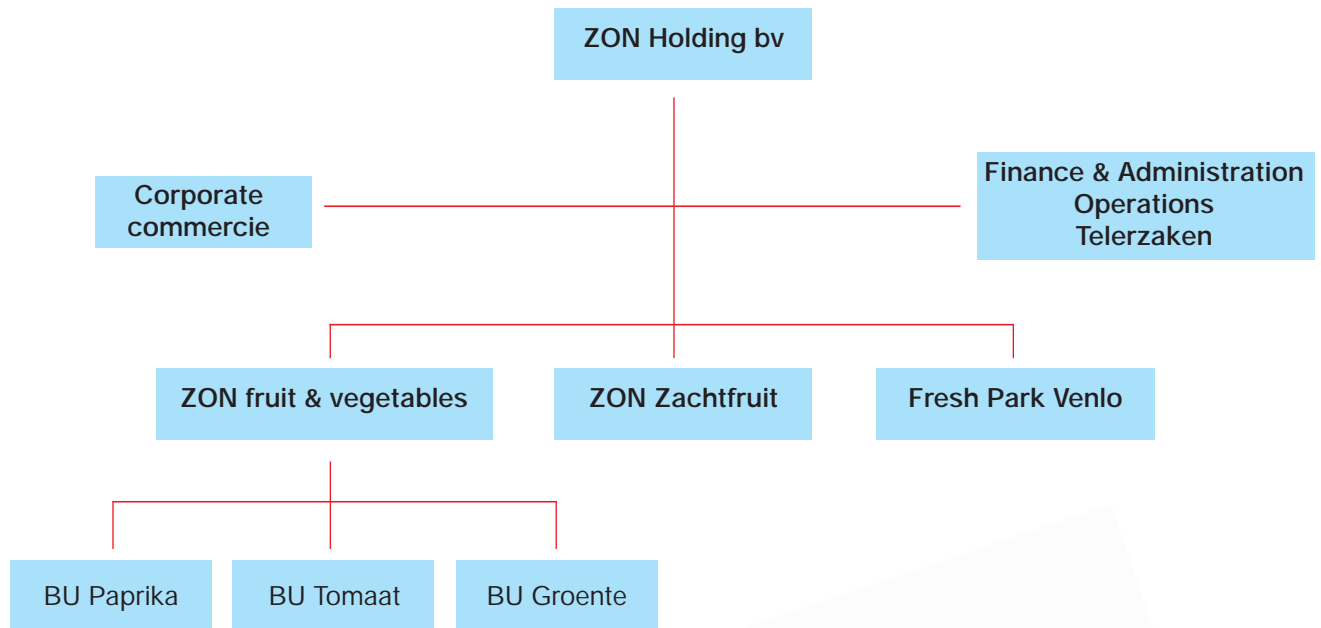 ZON Holding bv
Corporate
commercie
Finance & Administration
Operations
Telerzaken
ZON fruit & vegetables
ZON Zachtfruit
Fresh Park Venlo
BU Paprika
BU Tomaat
BU Groente